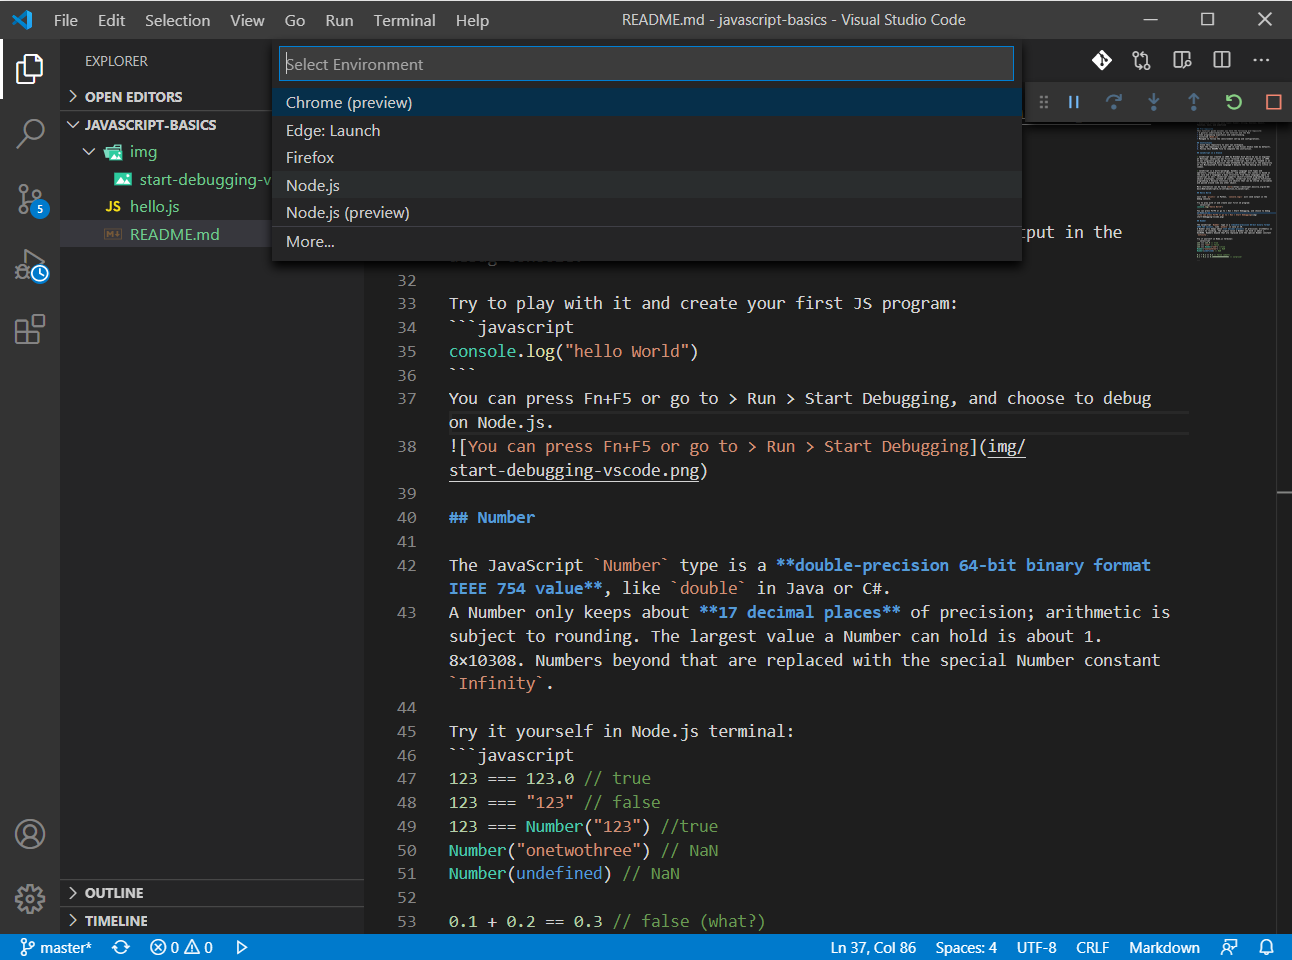 File Edit Selection View Go Run Terminal Help README.md - javascript-basics - Visual Studio Code
EXPLORER
OPEN EDITORS
JAVASCRIPT-BASICS
img
start-debugging-v
JS hello.js
README.md
5
Select Environment
Chrome (preview)
Edge: Launch
Firefox
Node.js
Node.js (preview)
More...
put in the
32
33 Try to play with it and create your first JS program:
34 ```javascript
35 console.log("hello World")
36 ```
37 You can press Fn+F5 or go to > Run > Start Debugging, and choose to debug
on Node.js.
38 ![You can press Fn+F5 or go to > Run > Start Debugging](img/
start-debugging-vscode.png)
39
40 ## Number
41
42 The JavaScript `Number` type is a **double-precision 64-bit binary format
IEEE 754 value**, like `double` in Java or C#.
43 A Number only keeps about **17 decimal places** of precision; arithmetic is
subject to rounding. The largest value a Number can hold is about 1.
8x10308. Numbers beyond that are replaced with the special Number constant
`Infinity`.
44
45 Try it yourself in Node.js terminal:
46 ```javascript
47 123 === 123.0 // true
48 123 === "123" // false
49 123 === Number("123") //true
50 Number("onetwothree") // NaN
51 Number(undefined) // NaN
52
53 0.1 + 0.2 == 0.3 // false (what?)
OUTLINE
TIMELINE
master* 0 0 Ln 37, Col 86 Spaces: 4 UTF-8 CRLF Markdown